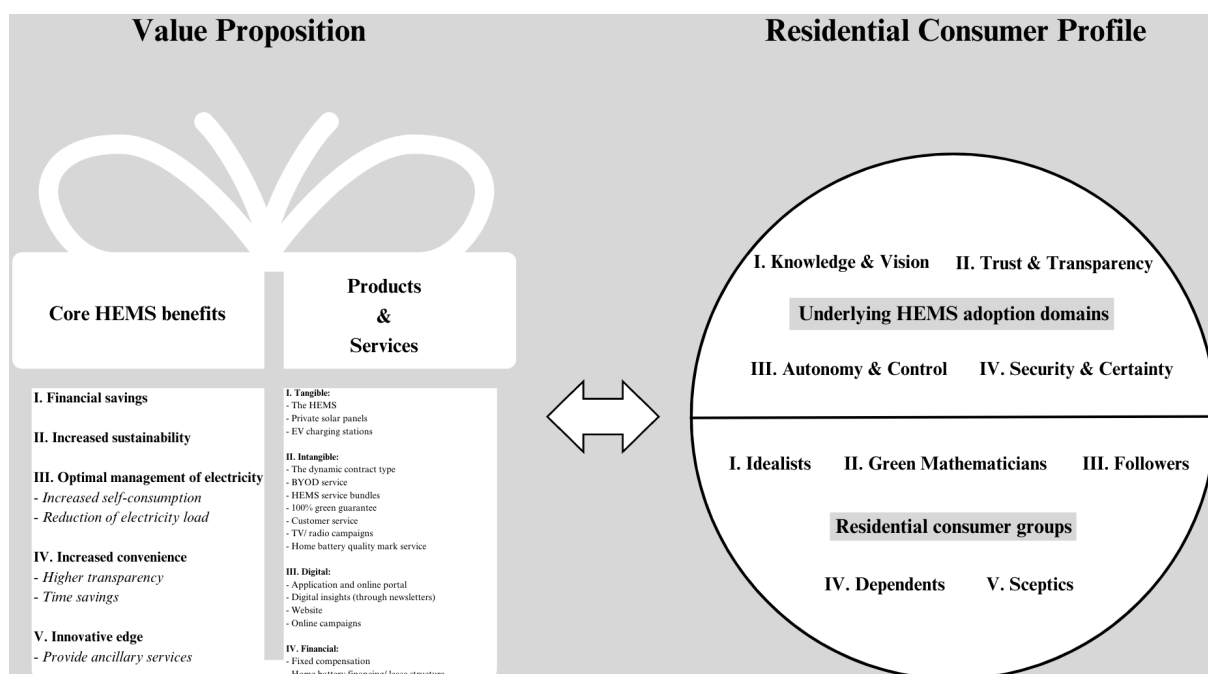 Value Proposition
Residential Consumer Profile
Core HEMS benefits
Products
&
Services
I. Financial savings
II. Increased sustainability
III. Optimal management of electricity
- Increased self-consumption
- Reduction of electricity load
IV. Increased convenience
- Higher transparency
- Time savings
V. Innovative edge
- Provide ancillary services
I. Tangible:
- The HEMS
- Private solar panels
- EV charging stations
II. Intangible:
- The dynamic contract type
- BYOD service
- HEMS service bundles
- 100% green guarantee
- Customer service
- TV/ radio campaigns
- Home battery quality mark service
III. Digital:
- Application and online portal
- Digital insights (through newsletters)
- Website
- Online campaigns
IV. Financial:
- Fixed compensation
- Home battery financing/ lease structure
I. Knowledge & Vision II. Trust & Transparency
Underlying HEMS adoption domains
III. Autonomy & Control IV. Security & Certainty
I. Idealists II. Green Mathematicians III. Followers
Residential consumer groups
IV. Dependents V. Sceptics